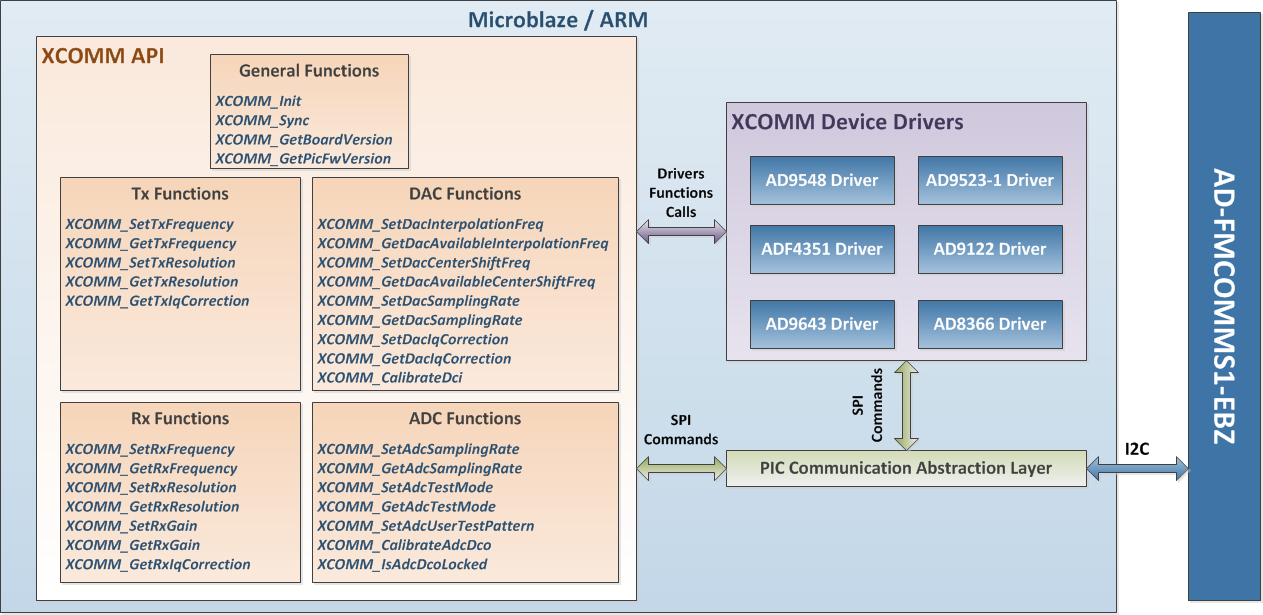 Microblaze / ARM
XCOMM API
General Functions
XCOMM_Init
XCOMM_Sync
XCOMM_GetBoardVersion
XCOMM_GetPicFwVersion
Tx Functions
XCOMM_SetTxFrequency
XCOMM_GetTxFrequency
XCOMM_SetTxResolution
XCOMM_GetTxResolution
XCOMM_GetTxIqCorrection
DAC Functions
XCOMM_SetDacInterpolationFreq
XCOMM_GetDacAvailableInterpolationFreq
XCOMM_SetDacCenterShiftFreq
XCOMM_GetDacAvailableCenterShiftFreq
XCOMM_SetDacSamplingRate
XCOMM_GetDacSamplingRate
XCOMM_SetDacIqCorrection
XCOMM_GetDacIqCorrection
XCOMM_CalibrateDci
Rx Functions
XCOMM_SetRxFrequency
XCOMM_GetRxFrequency
XCOMM_SetRxResolution
XCOMM_GetRxResolution
XCOMM_SetRxGain
XCOMM_GetRxGain
XCOMM_GetRxIqCorrection
ADC Functions
XCOMM_SetAdcSamplingRate
XCOMM_GetAdcSamplingRate
XCOMM_SetAdcTestMode
XCOMM_GetAdcTestMode
XCOMM_SetAdcUserTestPattern
XCOMM_CalibrateAdcDco
XCOMM_IsAdcDcoLocked
Drivers
Functions
Calls
SPI
Commands
XCOMM Device Drivers
AD9548 Driver
AD9523-1 Driver
ADF4351 Driver
AD9122 Driver
AD9643 Driver
AD8366 Driver
SPI
Commands
PIC Communication Abstraction Layer
I2C
AD-FMCOMMS1-EBZ